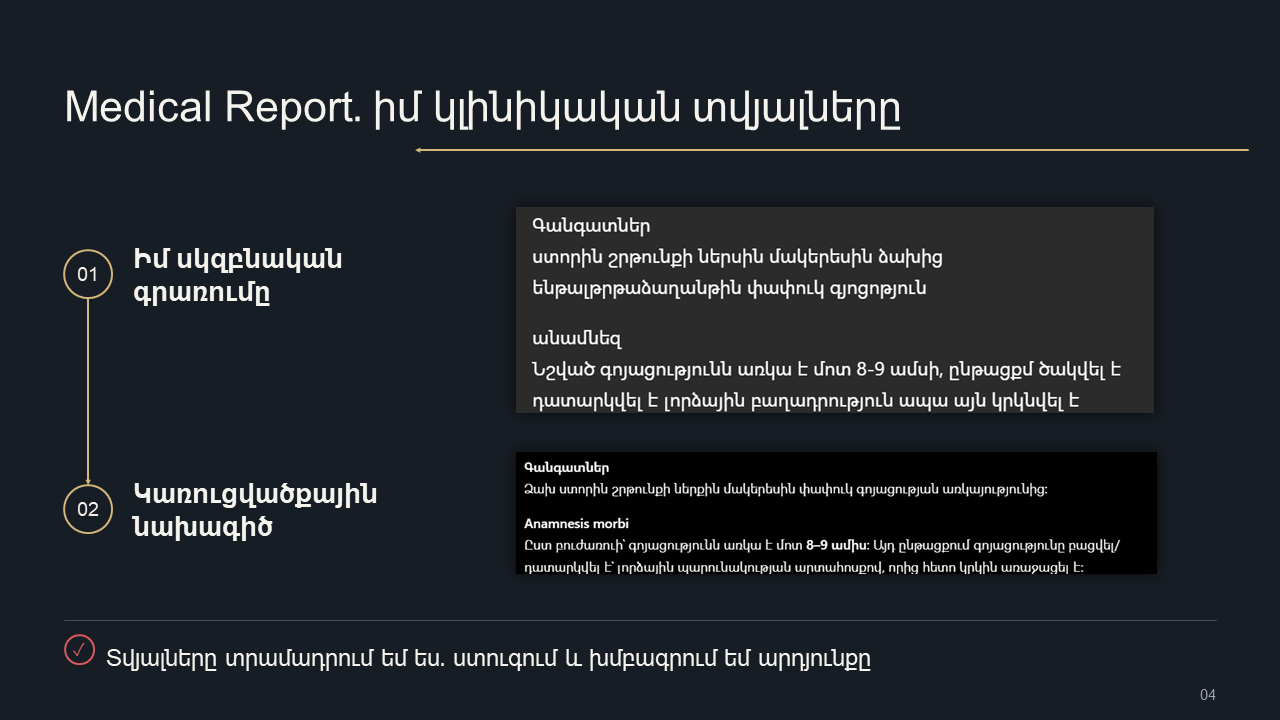 Medical Report. իմ կլինիկական տվյալները
01
Իմ սկզբնական
գրառումը
Գանգատներ
ստորին շրթունքի ներսին մակերեսին ձախից
ենթալթրթաձաղանթին փափուկ գյոցոթյուն
անամնեզ
Նշված գոյացությունն առկա է մոտ 8-9 ամսի, ընթացքմ ծակվել է
դատարկվել է լորձային բաղադրություն ապա այն կրկնվել է
02
Կառուցվածքային
նախագիծ
Գանգատներ
Ձախ ստորին շրթունքի ներքին մակերեսին փափուկ գոյացության առկայությունից:
Anamnesis morbi
Ըստ բուժառուի՝ գոյացությունն առկա է մոտ 8–9 ամիս: Այդ ընթացքում գոյացությունը բացվել/
դատարկվել է՝ լորձային պարունակության արտահոսքով, որից հետո կրկին առաջացել է:
Տվյալները տրամադրում եմ ես. ստուգում և խմբագրում եմ արդյունքը
04